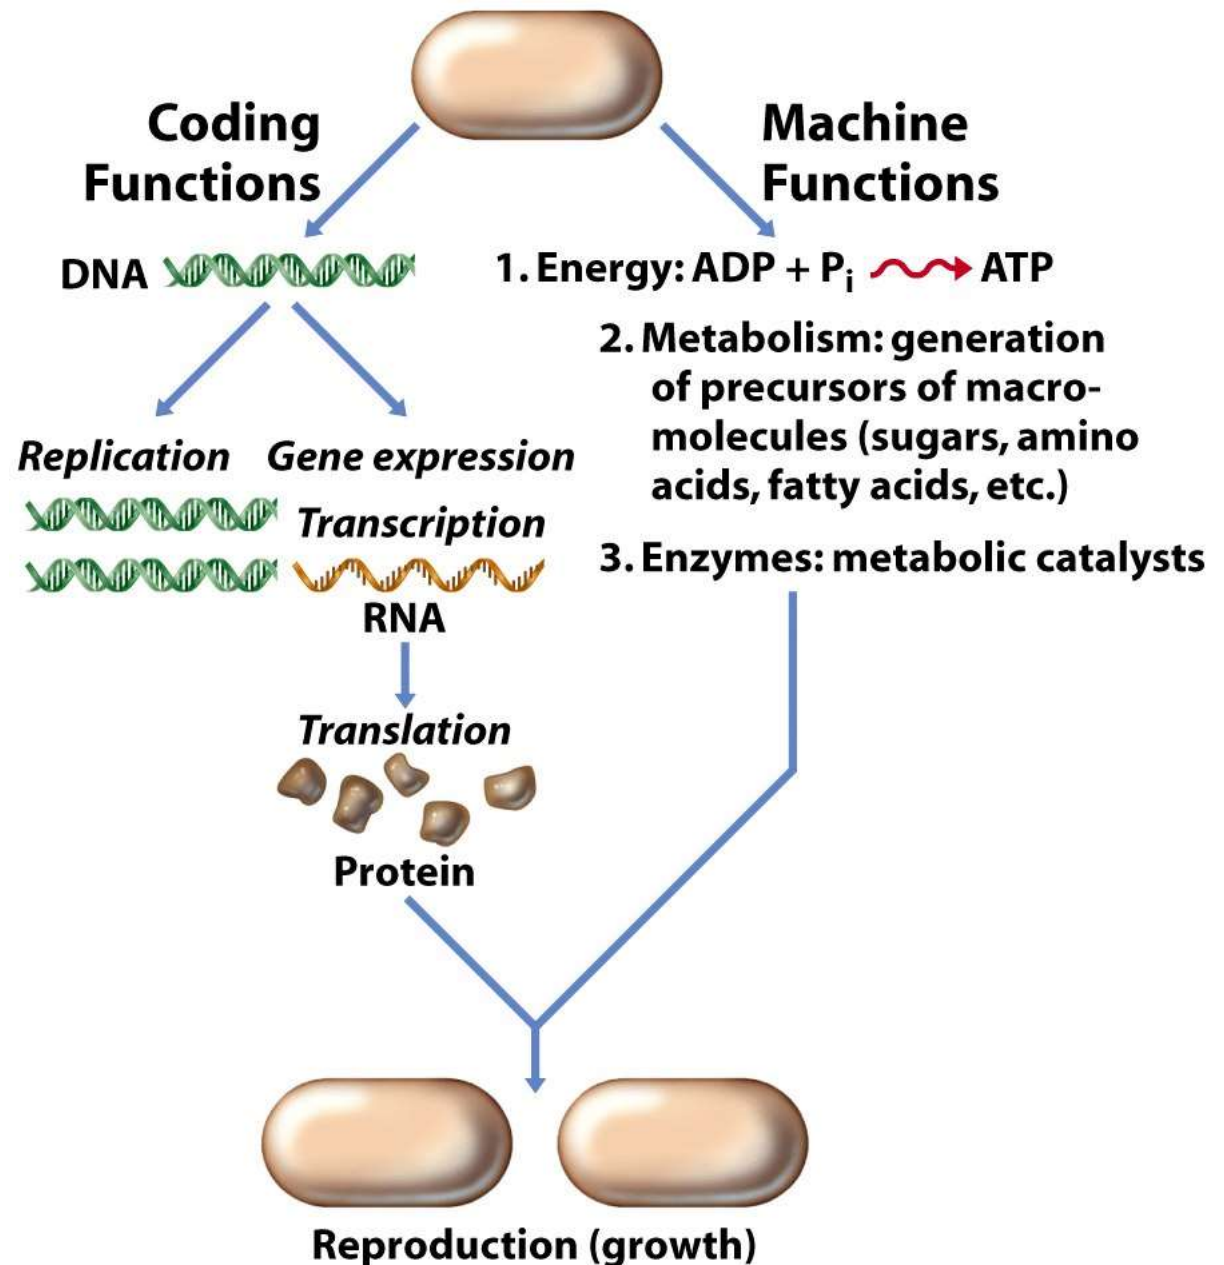 Coding
Functions
Machine
Functions
DNA
1. Energy: ADP + Pi ATP
2. Metabolism: generation
of precursors of macro-
molecules (sugars, amino
acids, fatty acids, etc.)
3. Enzymes: metabolic catalysts
Replication
Gene expression
Transcription
RNA
Translation
Protein
Reproduction (growth)